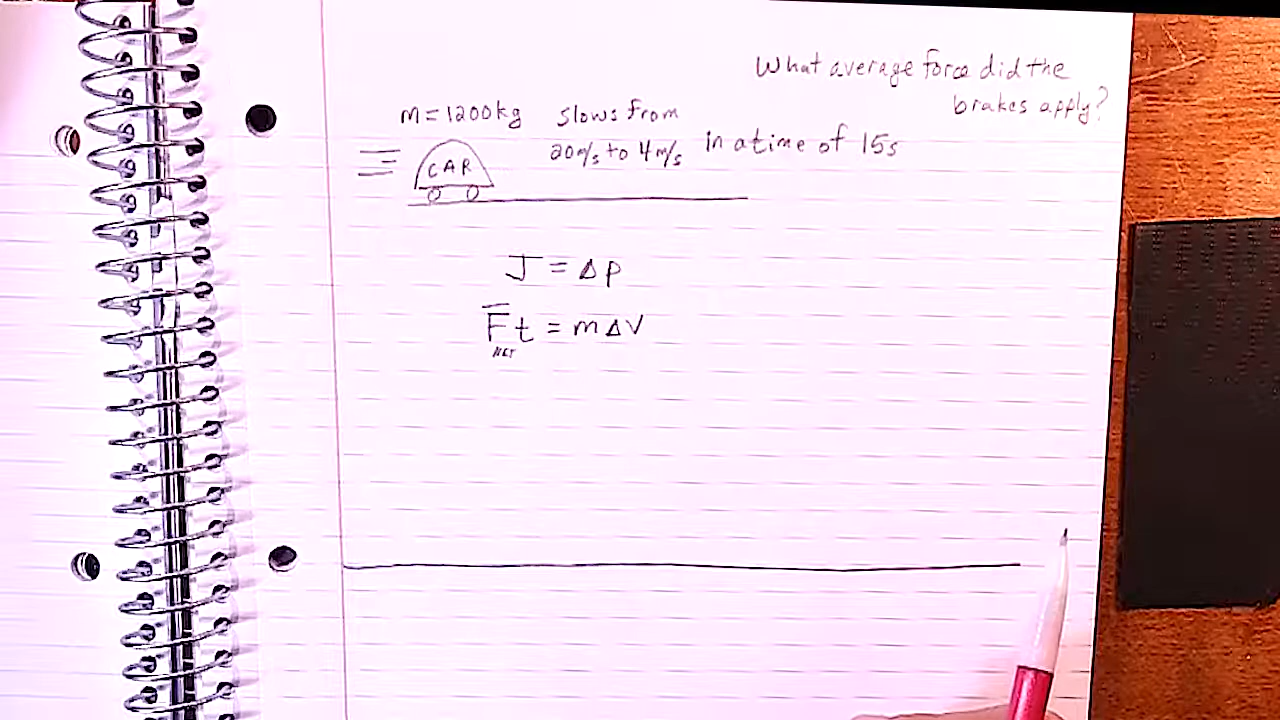 What average force did the
brakes apply?
m = 1200kg slows from
20m/s to 4m/s in a time of 15s
CAR
J = Δp
F̅t = mΔV
NET